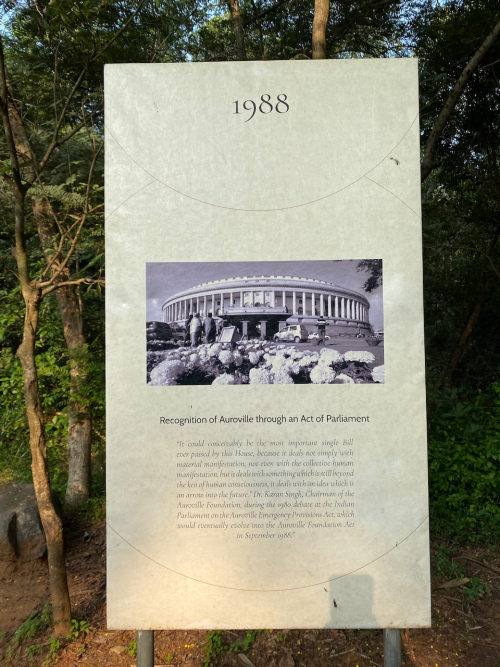 1988
Recognition of Auroville through an Act of Parliament
"It could conceivably be the most important single Bill
ever passed by this House, because it deals not simply with
material manifestation, not even with the collective human
manifestation, but it deals with something which is still beyond
the ken of human consciousness, it deals with an idea which is
an arrow into the future." Dr. Karan Singh, Chairman of the
Auroville Foundation, during the 1980 debate at the Indian
Parliament on the Auroville Emergency Provisions Act, which
would eventually evolve into the Auroville Foundation Act
in September 1988."